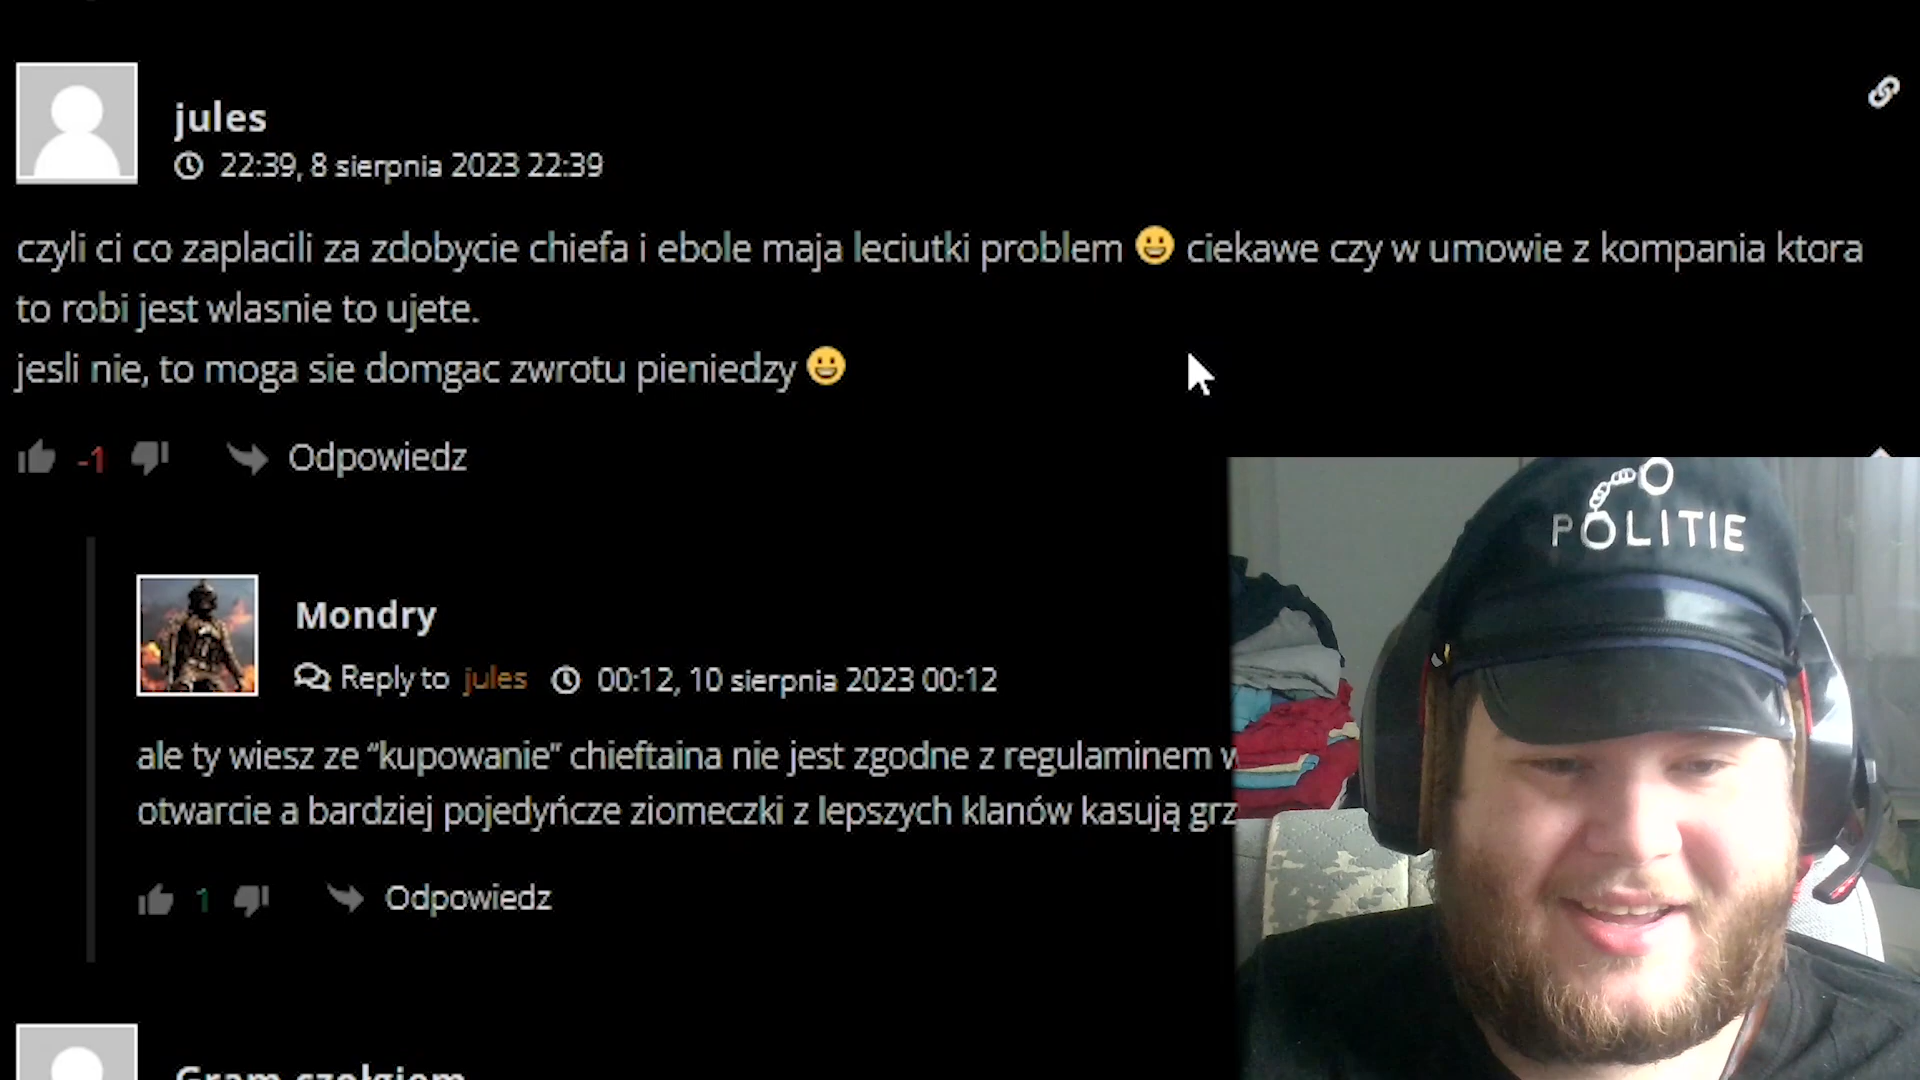 jules
22:39, 8 sierpnia 2023 22:39
czyli ci co zaplacili za zdobycie chiefa i ebole maja leciutki problem 😀 ciekawe czy w umowie z kompania ktora
to robi jest wlasnie to ujete.
jesli nie, to moga sie domgac zwrotu pieniedzy 😀
-1 Odpowiedz
POLITIE
Mondry
Reply to jules 00:12, 10 sierpnia 2023 00:12
ale ty wiesz ze “kupowanie” chieftaina nie jest zgodne z regulaminem
otwarcie a bardziej pojedyńcze ziomeczki z lepszych klanów kasują
1 Odpowiedz
Gram czołgiem